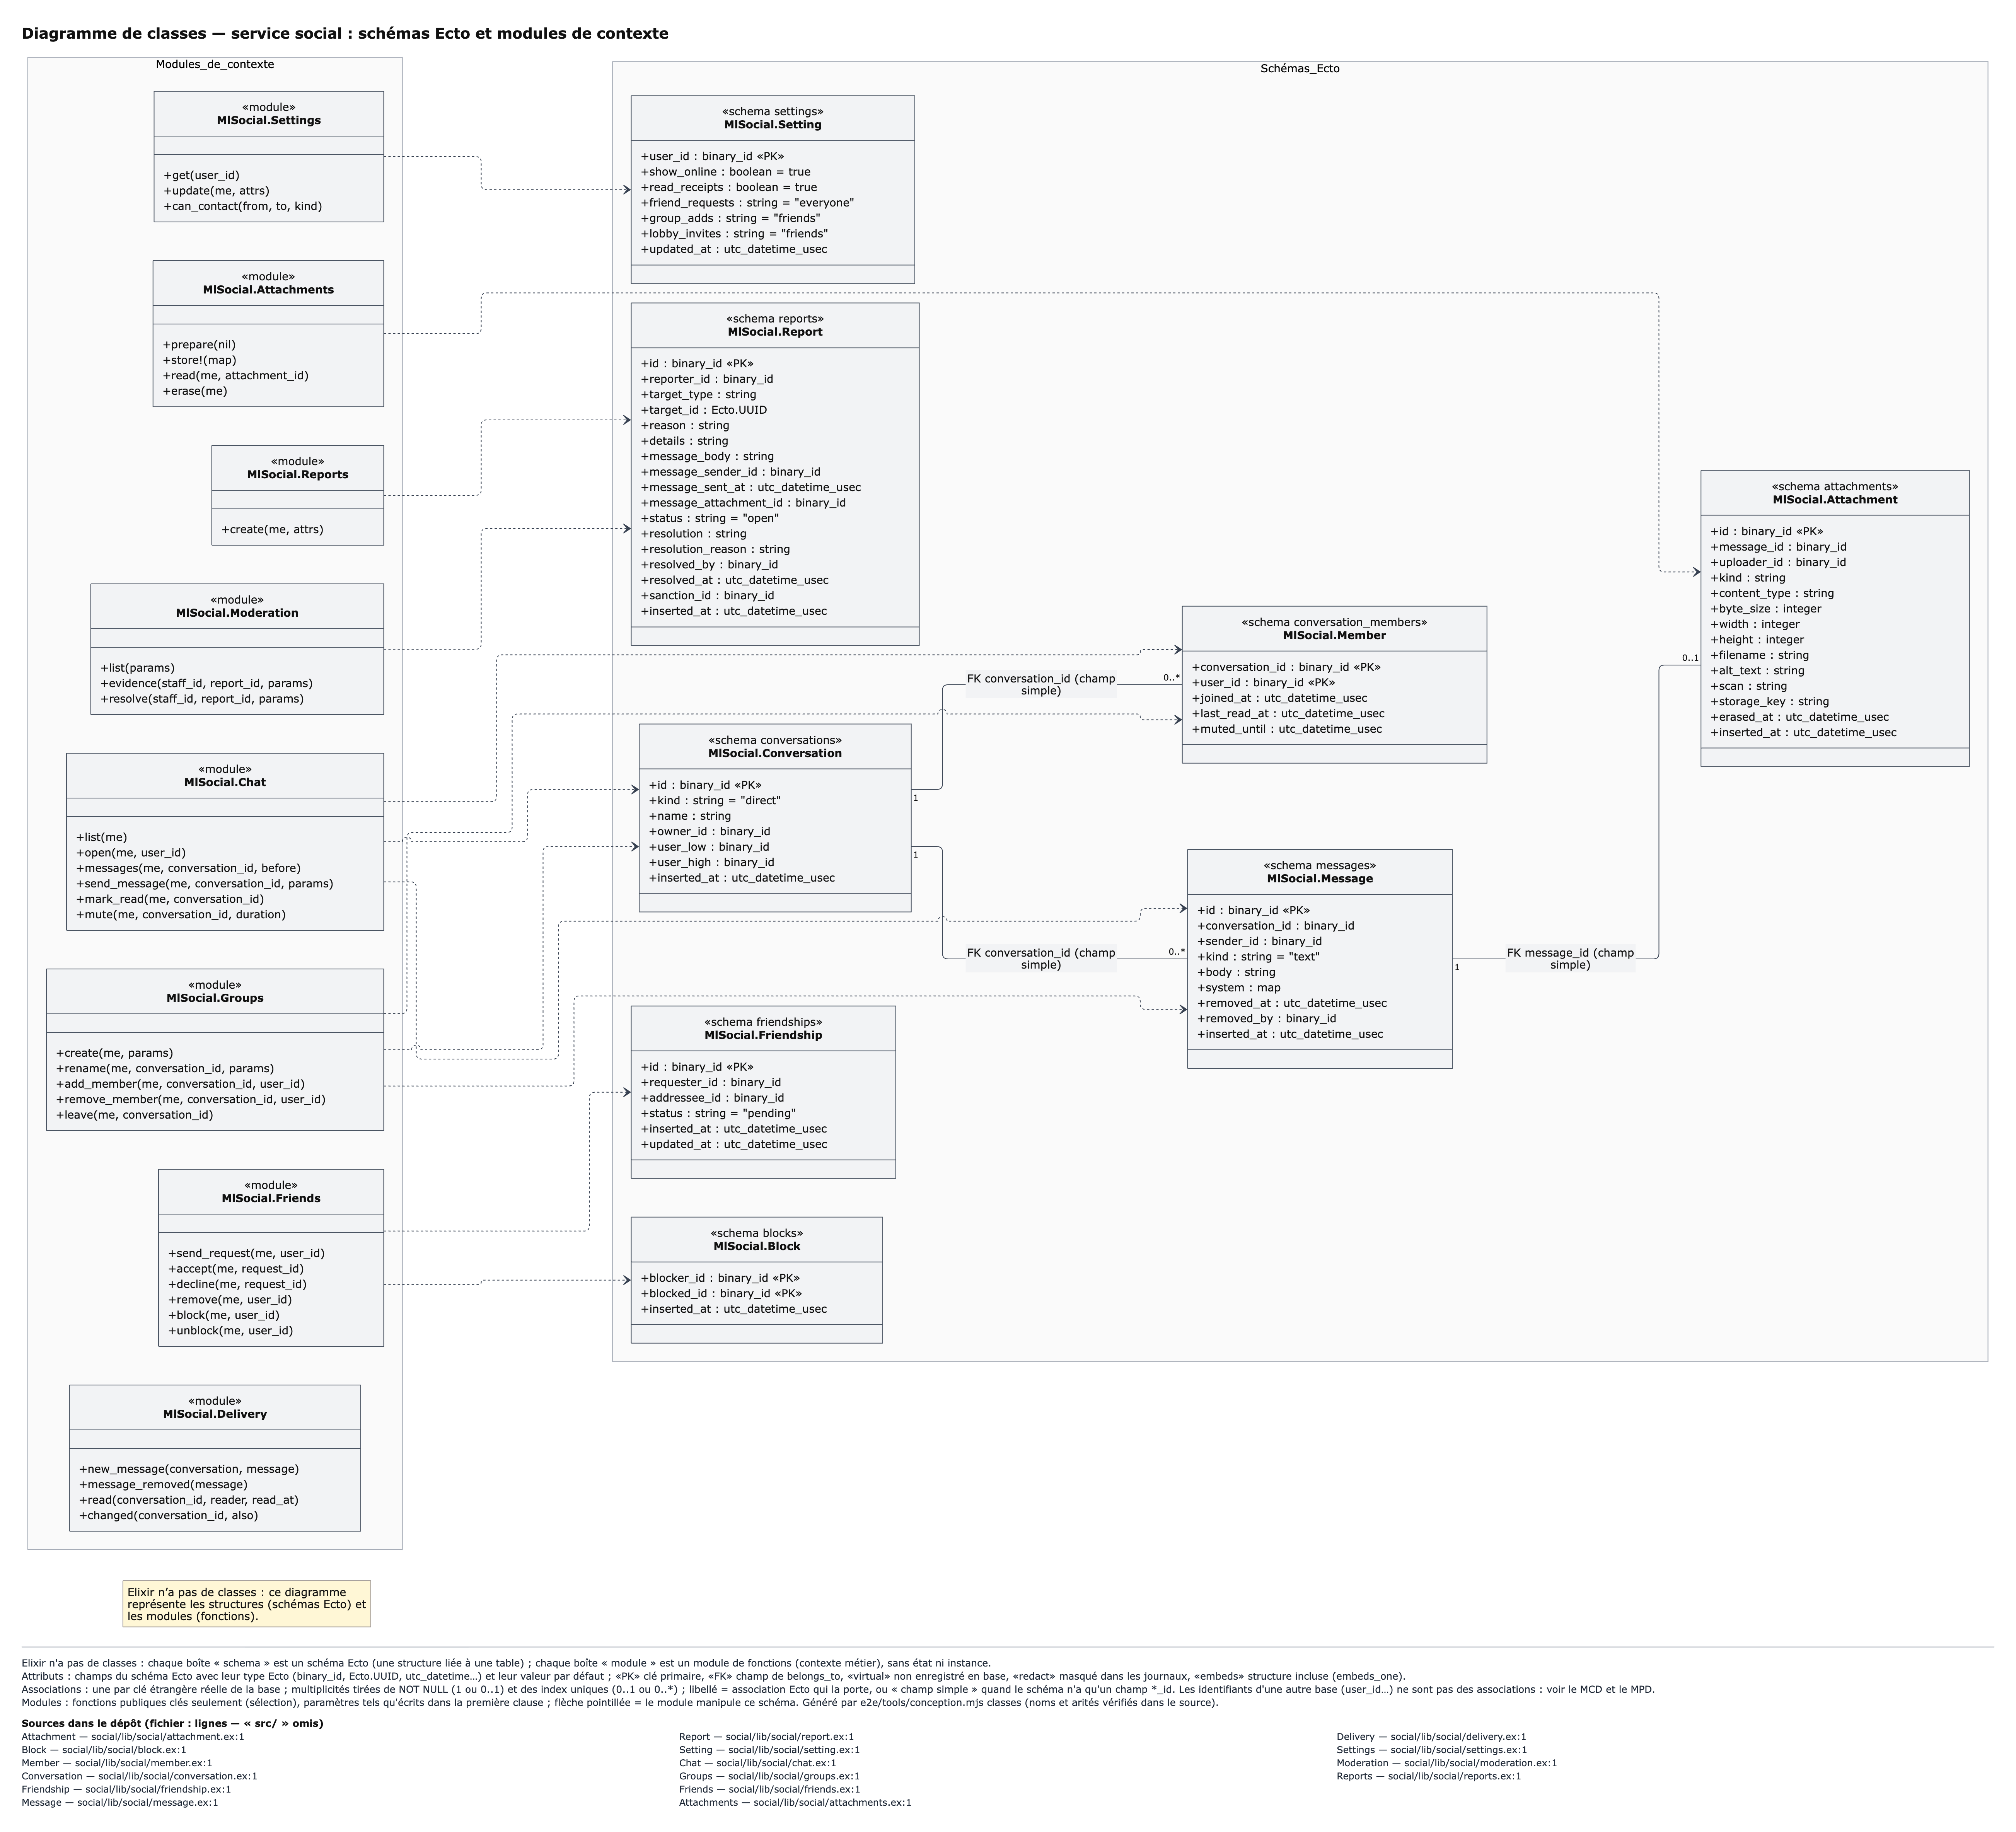 Diagramme de classes — service social : schémas Ecto et modules de contexte
Modules_de_contexte
«module»
MlSocial.Settings
+get(user_id)
+update(me, attrs)
+can_contact(from, to, kind)
«module»
MlSocial.Attachments
+prepare(nil)
+store!(map)
+read(me, attachment_id)
+erase(me)
«module»
MlSocial.Reports
+create(me, attrs)
«module»
MlSocial.Moderation
+list(params)
+evidence(staff_id, report_id, params)
+resolve(staff_id, report_id, params)
«module»
MlSocial.Chat
+list(me)
+open(me, user_id)
+messages(me, conversation_id, before)
+send_message(me, conversation_id, params)
+mark_read(me, conversation_id)
+mute(me, conversation_id, duration)
«module»
MlSocial.Groups
+create(me, params)
+rename(me, conversation_id, params)
+add_member(me, conversation_id, user_id)
+remove_member(me, conversation_id, user_id)
+leave(me, conversation_id)
«module»
MlSocial.Friends
+send_request(me, user_id)
+accept(me, request_id)
+decline(me, request_id)
+remove(me, user_id)
+block(me, user_id)
+unblock(me, user_id)
«module»
MlSocial.Delivery
+new_message(conversation, message)
+message_removed(message)
+read(conversation_id, reader, read_at)
+changed(conversation_id, also)
Schémas_Ecto
«schema settings»
MlSocial.Setting
+user_id : binary_id «PK»
+show_online : boolean = true
+read_receipts : boolean = true
+friend_requests : string = "everyone"
+group_adds : string = "friends"
+lobby_invites : string = "friends"
+updated_at : utc_datetime_usec
«schema reports»
MlSocial.Report
+id : binary_id «PK»
+reporter_id : binary_id
+target_type : string
+target_id : Ecto.UUID
+reason : string
+details : string
+message_body : string
+message_sender_id : binary_id
+message_sent_at : utc_datetime_usec
+message_attachment_id : binary_id
+status : string = "open"
+resolution : string
+resolution_reason : string
+resolved_by : binary_id
+resolved_at : utc_datetime_usec
+sanction_id : binary_id
+inserted_at : utc_datetime_usec
«schema conversations»
MlSocial.Conversation
+id : binary_id «PK»
+kind : string = "direct"
+name : string
+owner_id : binary_id
+user_low : binary_id
+user_high : binary_id
+inserted_at : utc_datetime_usec
1
1
FK conversation_id (champ
simple)
0..*
FK conversation_id (champ
simple)
0..*
«schema friendships»
MlSocial.Friendship
+id : binary_id «PK»
+requester_id : binary_id
+addressee_id : binary_id
+status : string = "pending"
+inserted_at : utc_datetime_usec
+updated_at : utc_datetime_usec
«schema blocks»
MlSocial.Block
+blocker_id : binary_id «PK»
+blocked_id : binary_id «PK»
+inserted_at : utc_datetime_usec
«schema conversation_members»
MlSocial.Member
+conversation_id : binary_id «PK»
+user_id : binary_id «PK»
+joined_at : utc_datetime_usec
+last_read_at : utc_datetime_usec
+muted_until : utc_datetime_usec
«schema messages»
MlSocial.Message
+id : binary_id «PK»
+conversation_id : binary_id
+sender_id : binary_id
+kind : string = "text"
+body : string
+system : map
+removed_at : utc_datetime_usec
+removed_by : binary_id
+inserted_at : utc_datetime_usec
1
FK message_id (champ
simple)
0..1
«schema attachments»
MlSocial.Attachment
+id : binary_id «PK»
+message_id : binary_id
+uploader_id : binary_id
+kind : string
+content_type : string
+byte_size : integer
+width : integer
+height : integer
+filename : string
+alt_text : string
+scan : string
+storage_key : string
+erased_at : utc_datetime_usec
+inserted_at : utc_datetime_usec
Elixir n’a pas de classes : ce diagramme
représente les structures (schémas Ecto) et
les modules (fonctions).
Elixir n'a pas de classes : chaque boîte « schema » est un schéma Ecto (une structure liée à une table) ; chaque boîte « module » est un module de fonctions (contexte métier), sans état ni instance.
Attributs : champs du schéma Ecto avec leur type Ecto (binary_id, Ecto.UUID, utc_datetime…) et leur valeur par défaut ; «PK» clé primaire, «FK» champ de belongs_to, «virtual» non enregistré en base, «redact» masqué dans les journaux, «embeds» structure incluse (embeds_one).
Associations : une par clé étrangère réelle de la base ; multiplicités tirées de NOT NULL (1 ou 0..1) et des index uniques (0..1 ou 0..*) ; libellé = association Ecto qui la porte, ou « champ simple » quand le schéma n'a qu'un champ *_id. Les identifiants d'une autre base (user_id…) ne sont pas des associations : voir le MCD et le MPD.
Modules : fonctions publiques clés seulement (sélection), paramètres tels qu'écrits dans la première clause ; flèche pointillée = le module manipule ce schéma. Généré par e2e/tools/conception.mjs classes (noms et arités vérifiés dans le source).
Sources dans le dépôt (fichier : lignes — « src/ » omis)
Attachment — social/lib/social/attachment.ex:1
Block — social/lib/social/block.ex:1
Member — social/lib/social/member.ex:1
Conversation — social/lib/social/conversation.ex:1
Friendship — social/lib/social/friendship.ex:1
Message — social/lib/social/message.ex:1
Report — social/lib/social/report.ex:1
Setting — social/lib/social/setting.ex:1
Chat — social/lib/social/chat.ex:1
Groups — social/lib/social/groups.ex:1
Friends — social/lib/social/friends.ex:1
Attachments — social/lib/social/attachments.ex:1
Delivery — social/lib/social/delivery.ex:1
Settings — social/lib/social/settings.ex:1
Moderation — social/lib/social/moderation.ex:1
Reports — social/lib/social/reports.ex:1